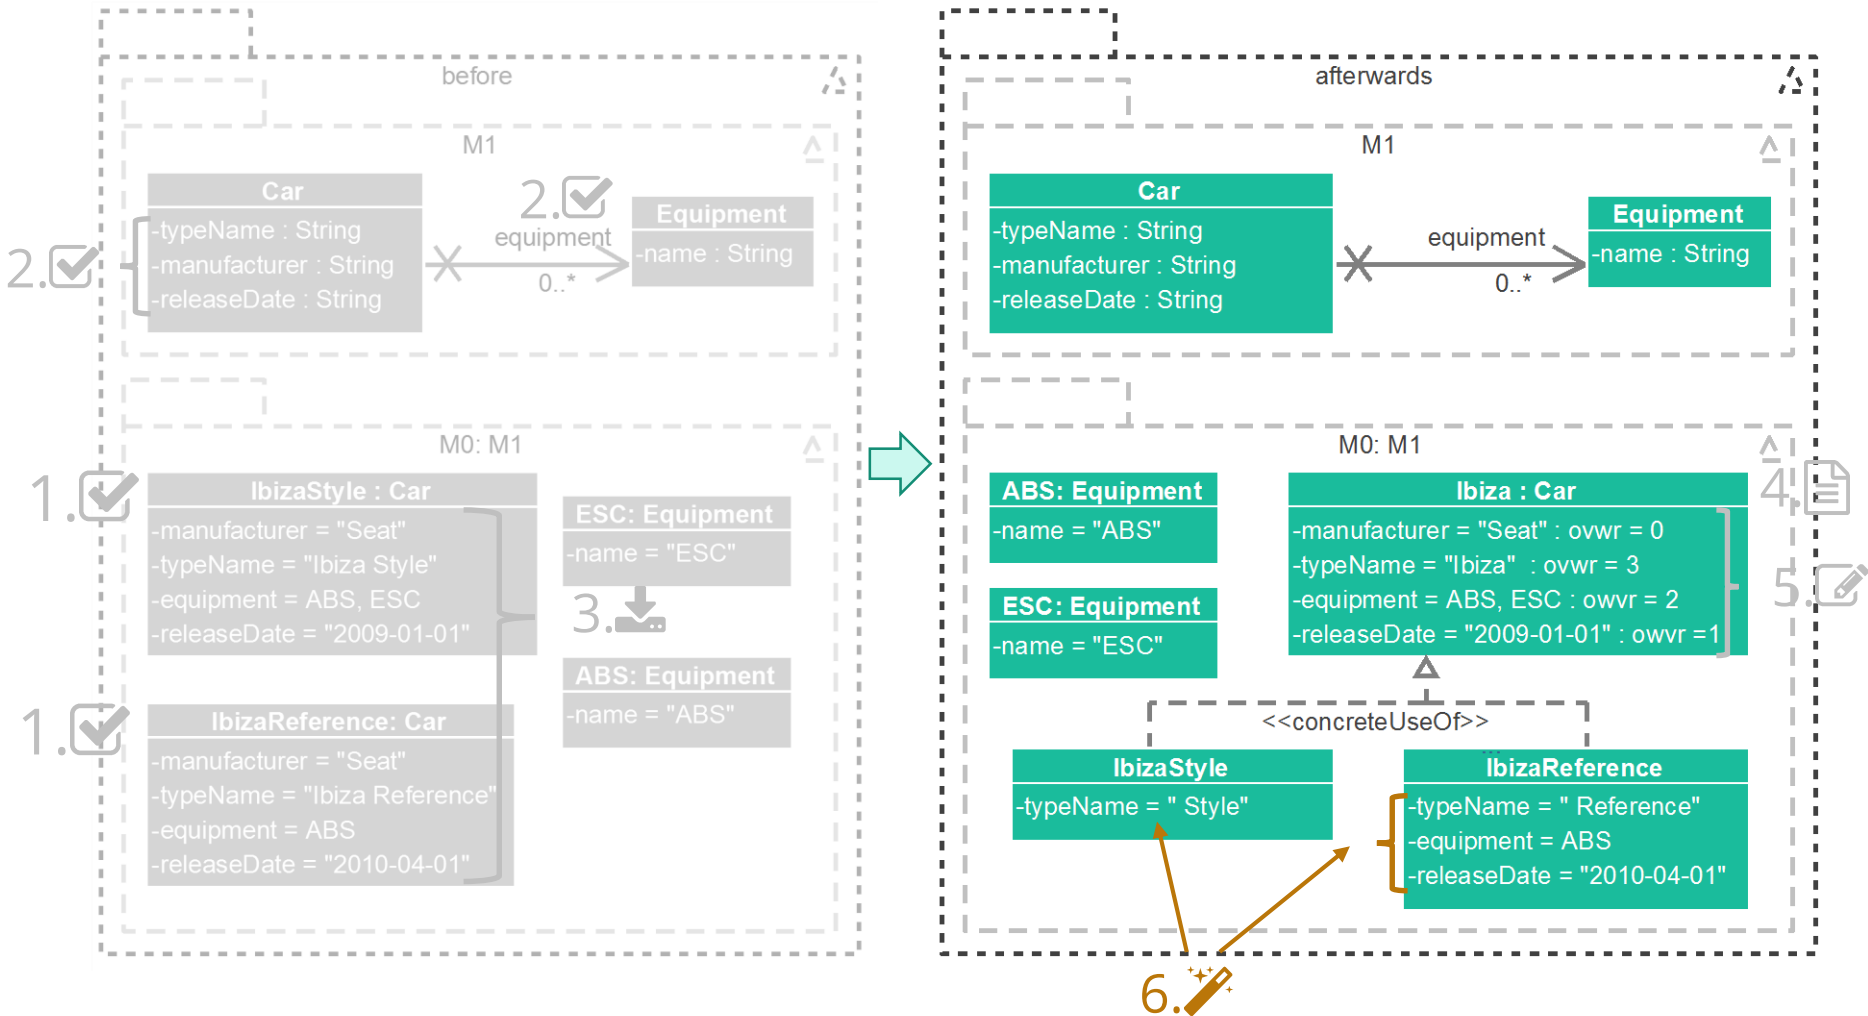 before
M1
Car
-typeName : String
-manufacturer : String
-releaseDate : String
2.
2.
equipment
0..*
Equipment
-name : String
M0: M1
1.
IbizaStyle : Car
-manufacturer = "Seat"
-typeName = "Ibiza Style"
-equipment = ABS, ESC
-releaseDate = "2009-01-01"
ESC: Equipment
-name = "ESC"
3.
ABS: Equipment
-name = "ABS"
1.
IbizaReference: Car
-manufacturer = "Seat"
-typeName = "Ibiza Reference"
-equipment = ABS
-releaseDate = "2010-04-01"
afterwards
M1
Car
-typeName : String
-manufacturer : String
-releaseDate : String
equipment
0..*
Equipment
-name : String
M0: M1
ABS: Equipment
-name = "ABS"
ESC: Equipment
-name = "ESC"
Ibiza : Car
-manufacturer = "Seat" : ovwr = 0
-typeName = "Ibiza"  : ovwr = 3
-equipment = ABS, ESC : owvr = 2
-releaseDate = "2009-01-01" : owvr =1
4.
5.
<<concreteUseOf>>
...
IbizaStyle
-typeName = " Style"
IbizaReference
-typeName = " Reference"
-equipment = ABS
-releaseDate = "2010-04-01"
6.